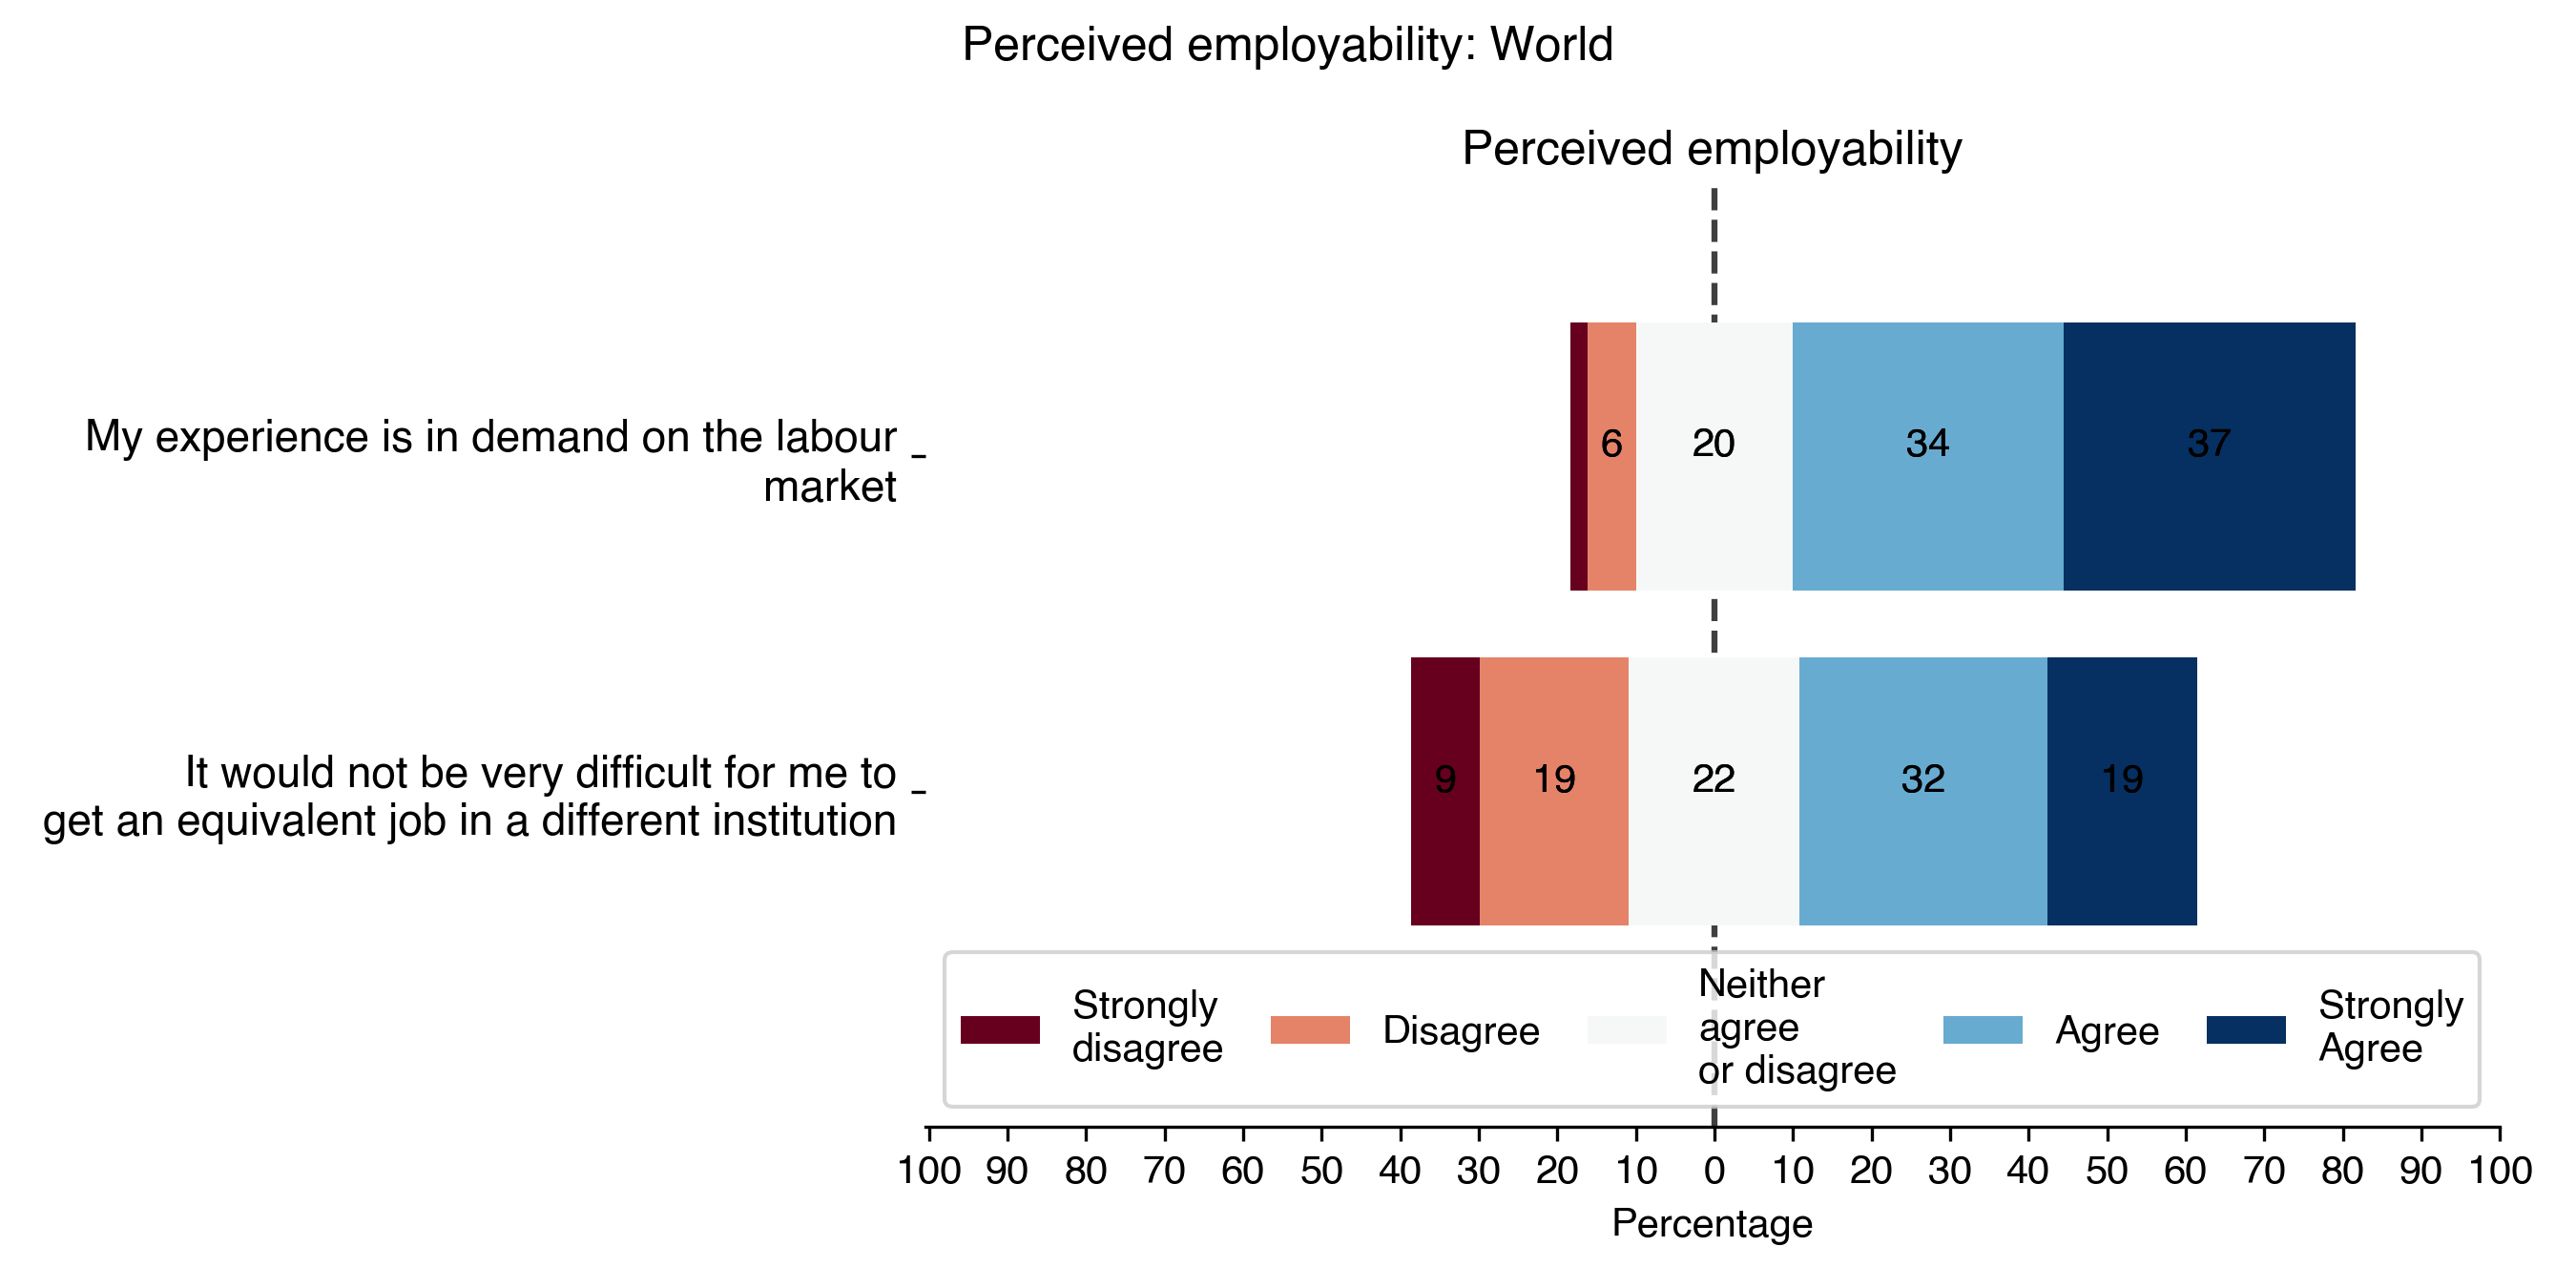 Perceived employability: World
Perceived employability
My experience is in demand on the labour
market
6 20 34 37
It would not be very difficult for me to
get an equivalent job in a different institution
9 19 22 32 19
Strongly
disagree
Disagree
Neither
agree
or disagree
Agree
Strongly
Agree
100 90 80 70 60 50 40 30 20 10 0 10 20 30 40 50 60 70 80 90 100
Percentage